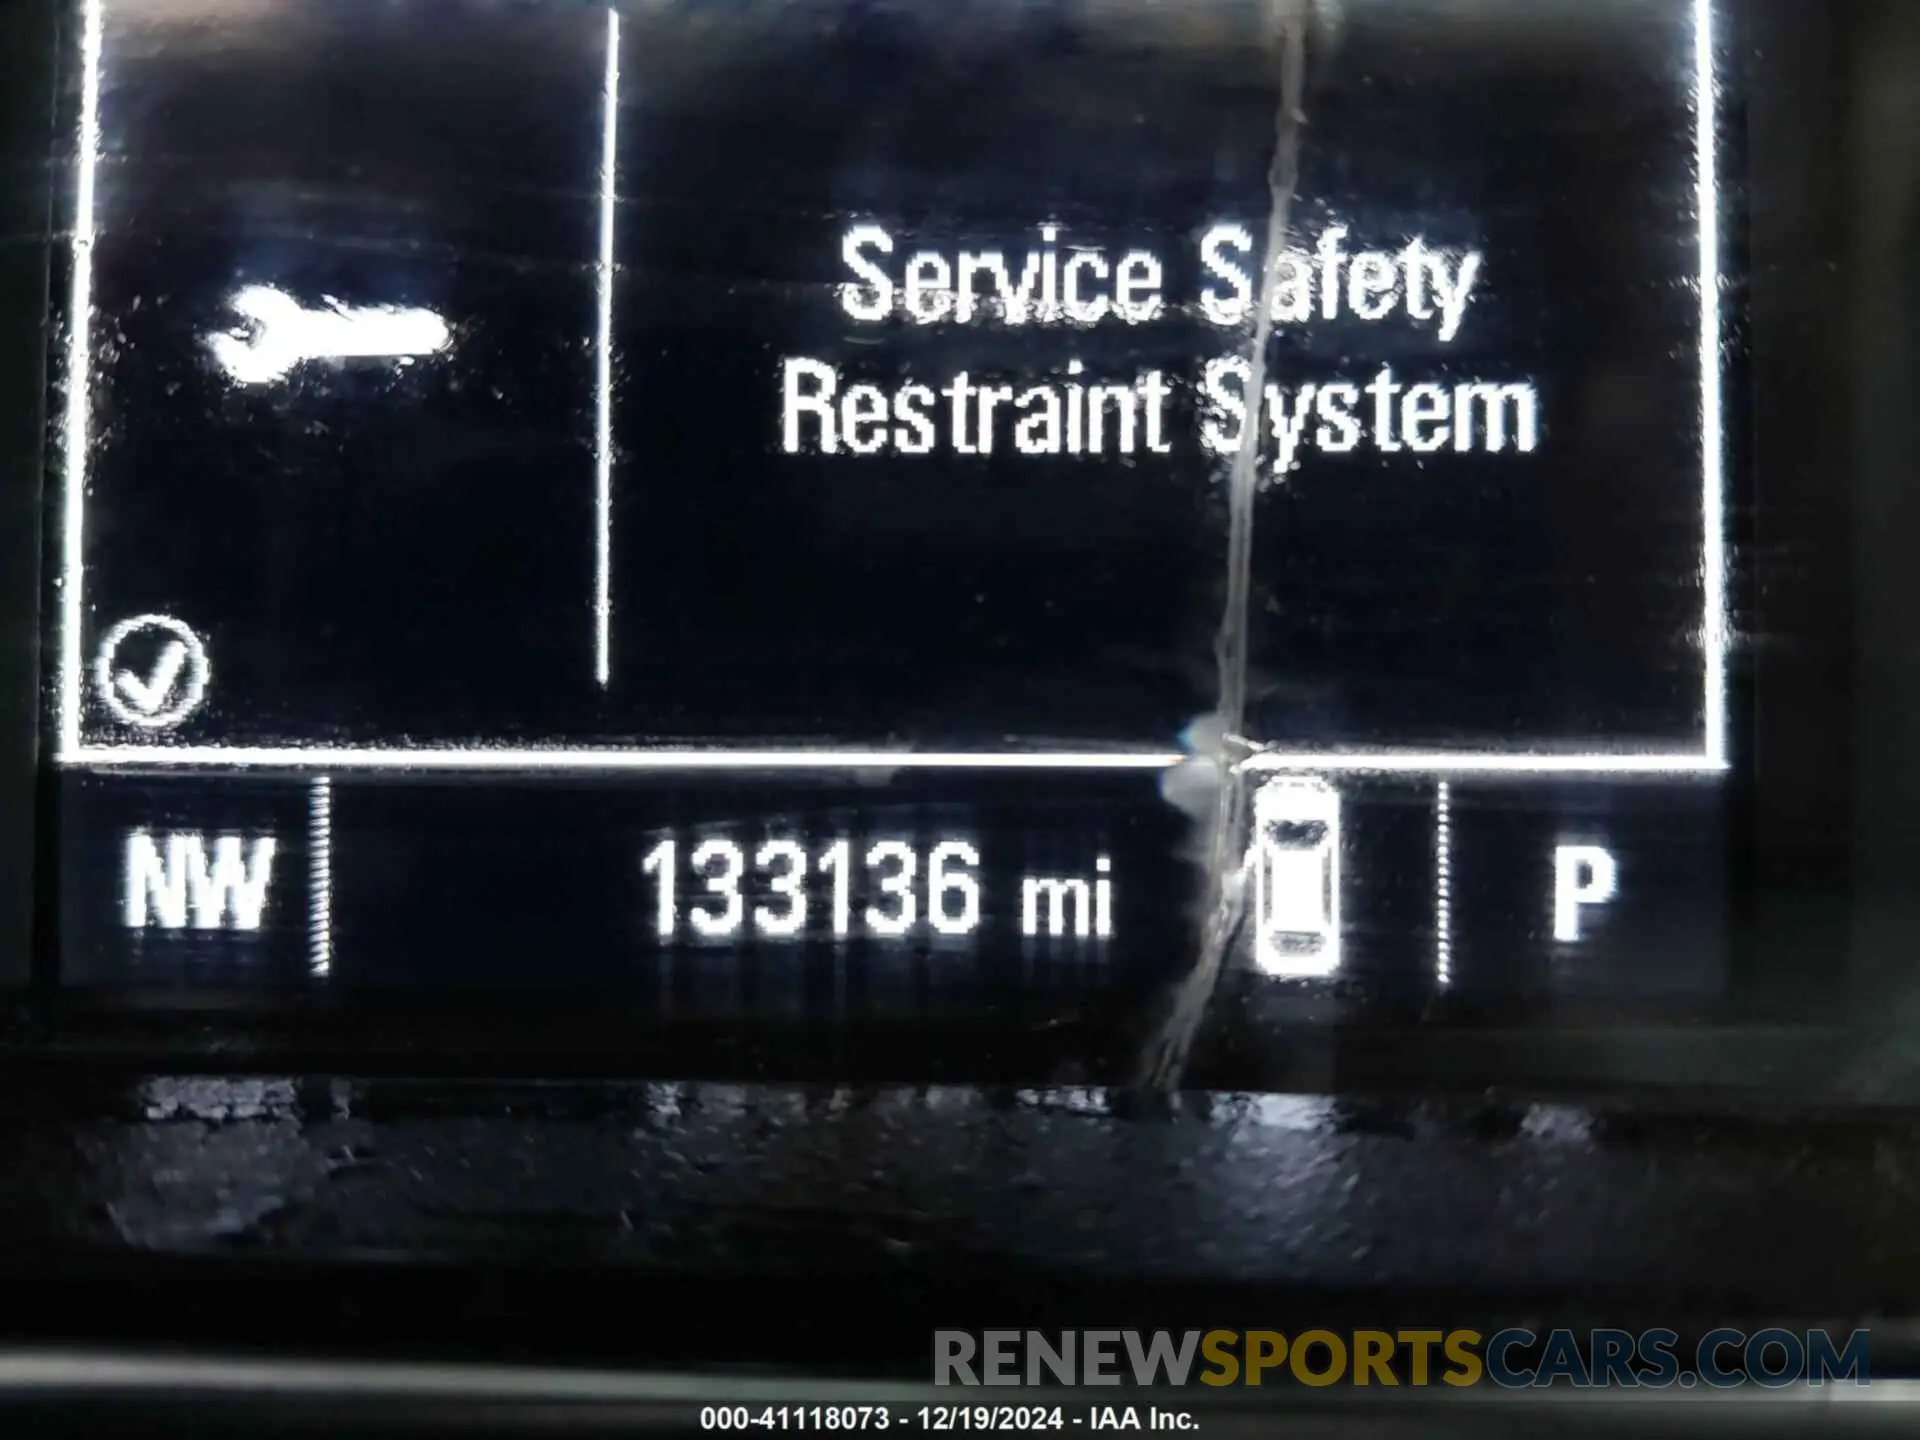 Service Safety
Restraint System
NW 133136 mi P
RENEWSPORTSCARS.COM
000-41118073 - 12/19/2024 - IAA Inc.